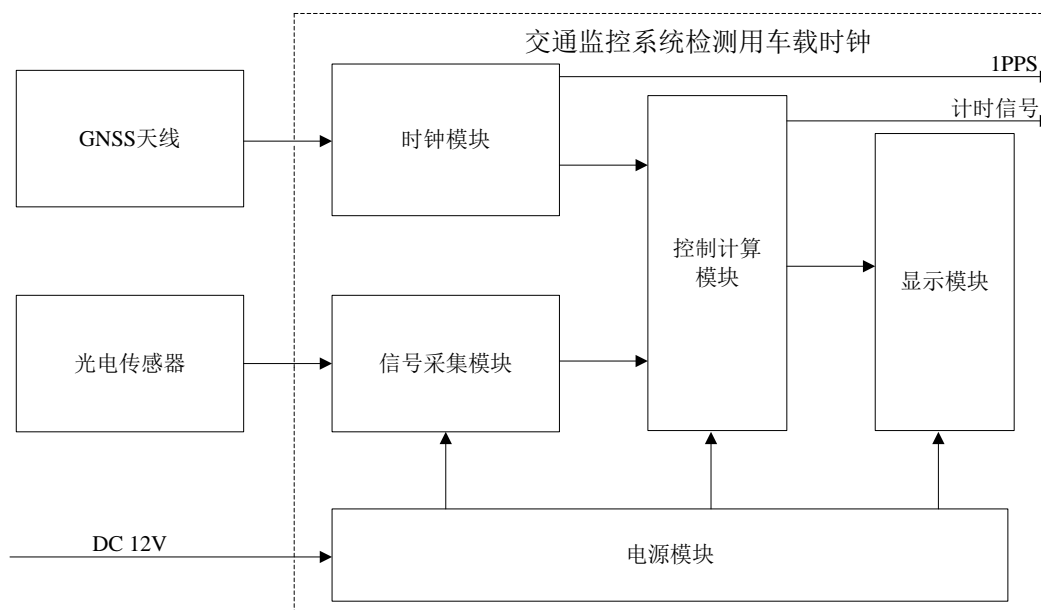 交通监控系统检测用车载时钟
1PPS
计时信号
GNSS天线
时钟模块
控制计算
模块
显示模块
光电传感器
信号采集模块
DC 12V
电源模块